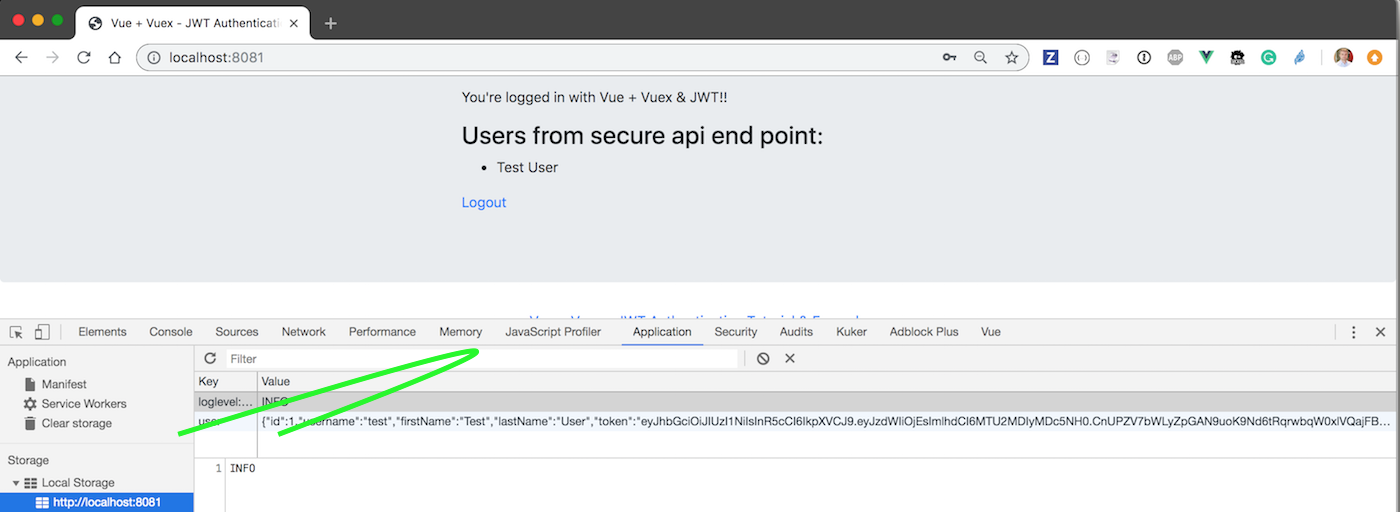 Vue + Vuex - JWT Authenticati
localhost:8081
ABP
You're logged in with Vue + Vuex & JWT!!
Users from secure api end point:
• Test User
Logout
Elements Console Sources Network Performance Memory JavaScript Profiler Application Security Audits Kuker Adblock Plus Vue
Application
Filter
Manifest
Key Value
Service Workers
loglevel:... INFO
Clear storage
user {"id":1,"username":"test","firstName":"Test","lastName":"User","token":"eyJhbGciOiJIUzI1NiIsInR5cCI6IkpXVCJ9.eyJzdWIiOjEsImlhdCI6MTU2MDIyMDc5NH0.CnUPZV7bWLyZpGAN9uoK9Nd6tRqrwbqW0xlVQajFB...
Storage
1 INFO
Local Storage
http://localhost:8081